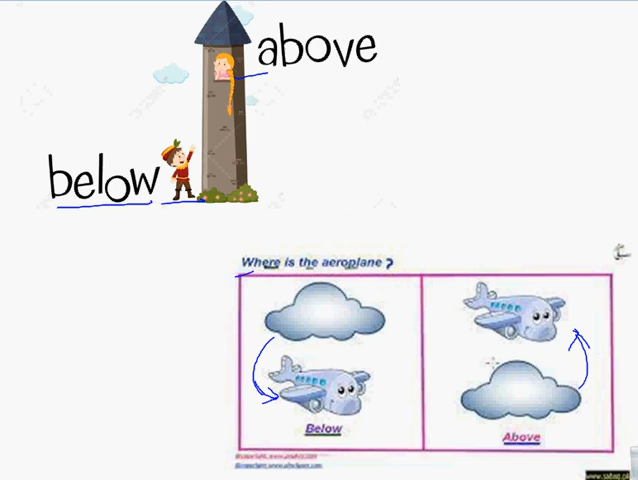 above
below
Where is the aeroplane ?
Below
Above